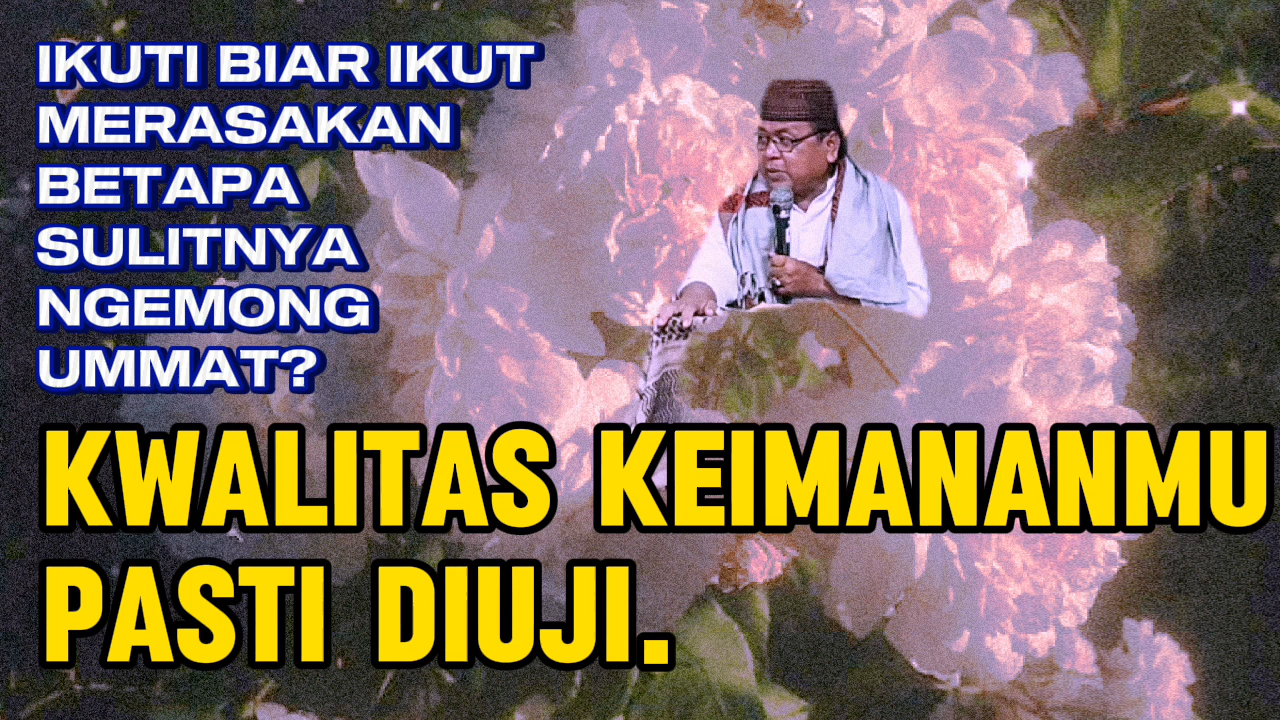 IKUTI BIAR IKUT
MERASAKAN
BETAPA
SULITNYA
NGEMONG
UMMAT?
KWALITAS KEIMANANMU
PASTI DIUJI.